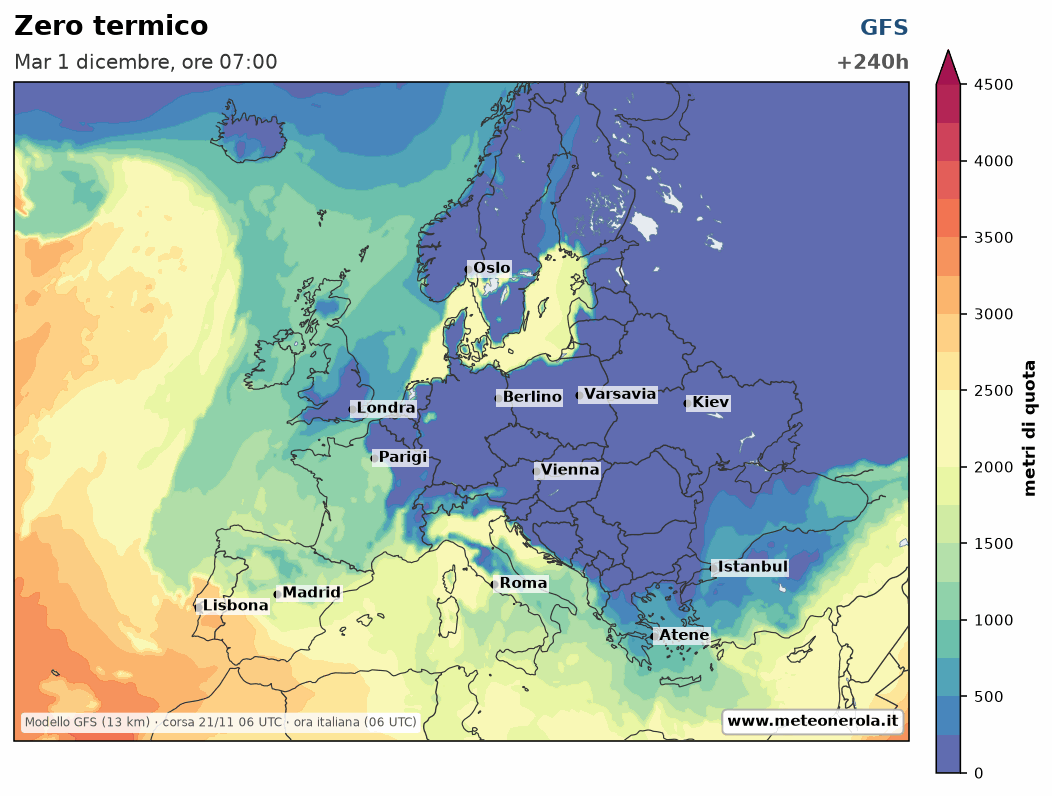 Zero termico
GFS
Mar 1 dicembre, ore 07:00
+240h
4500
4000
3500
3000
2500
2000
1500
1000
500
0
metri di quota
Oslo
Berlino
Varsavia
Kiev
Londra
Parigi
Vienna
Istanbul
Roma
Madrid
Lisbona
Atene
Modello GFS (13 km) · corsa 21/11 06 UTC · ora italiana (06 UTC)
www.meteonerola.it